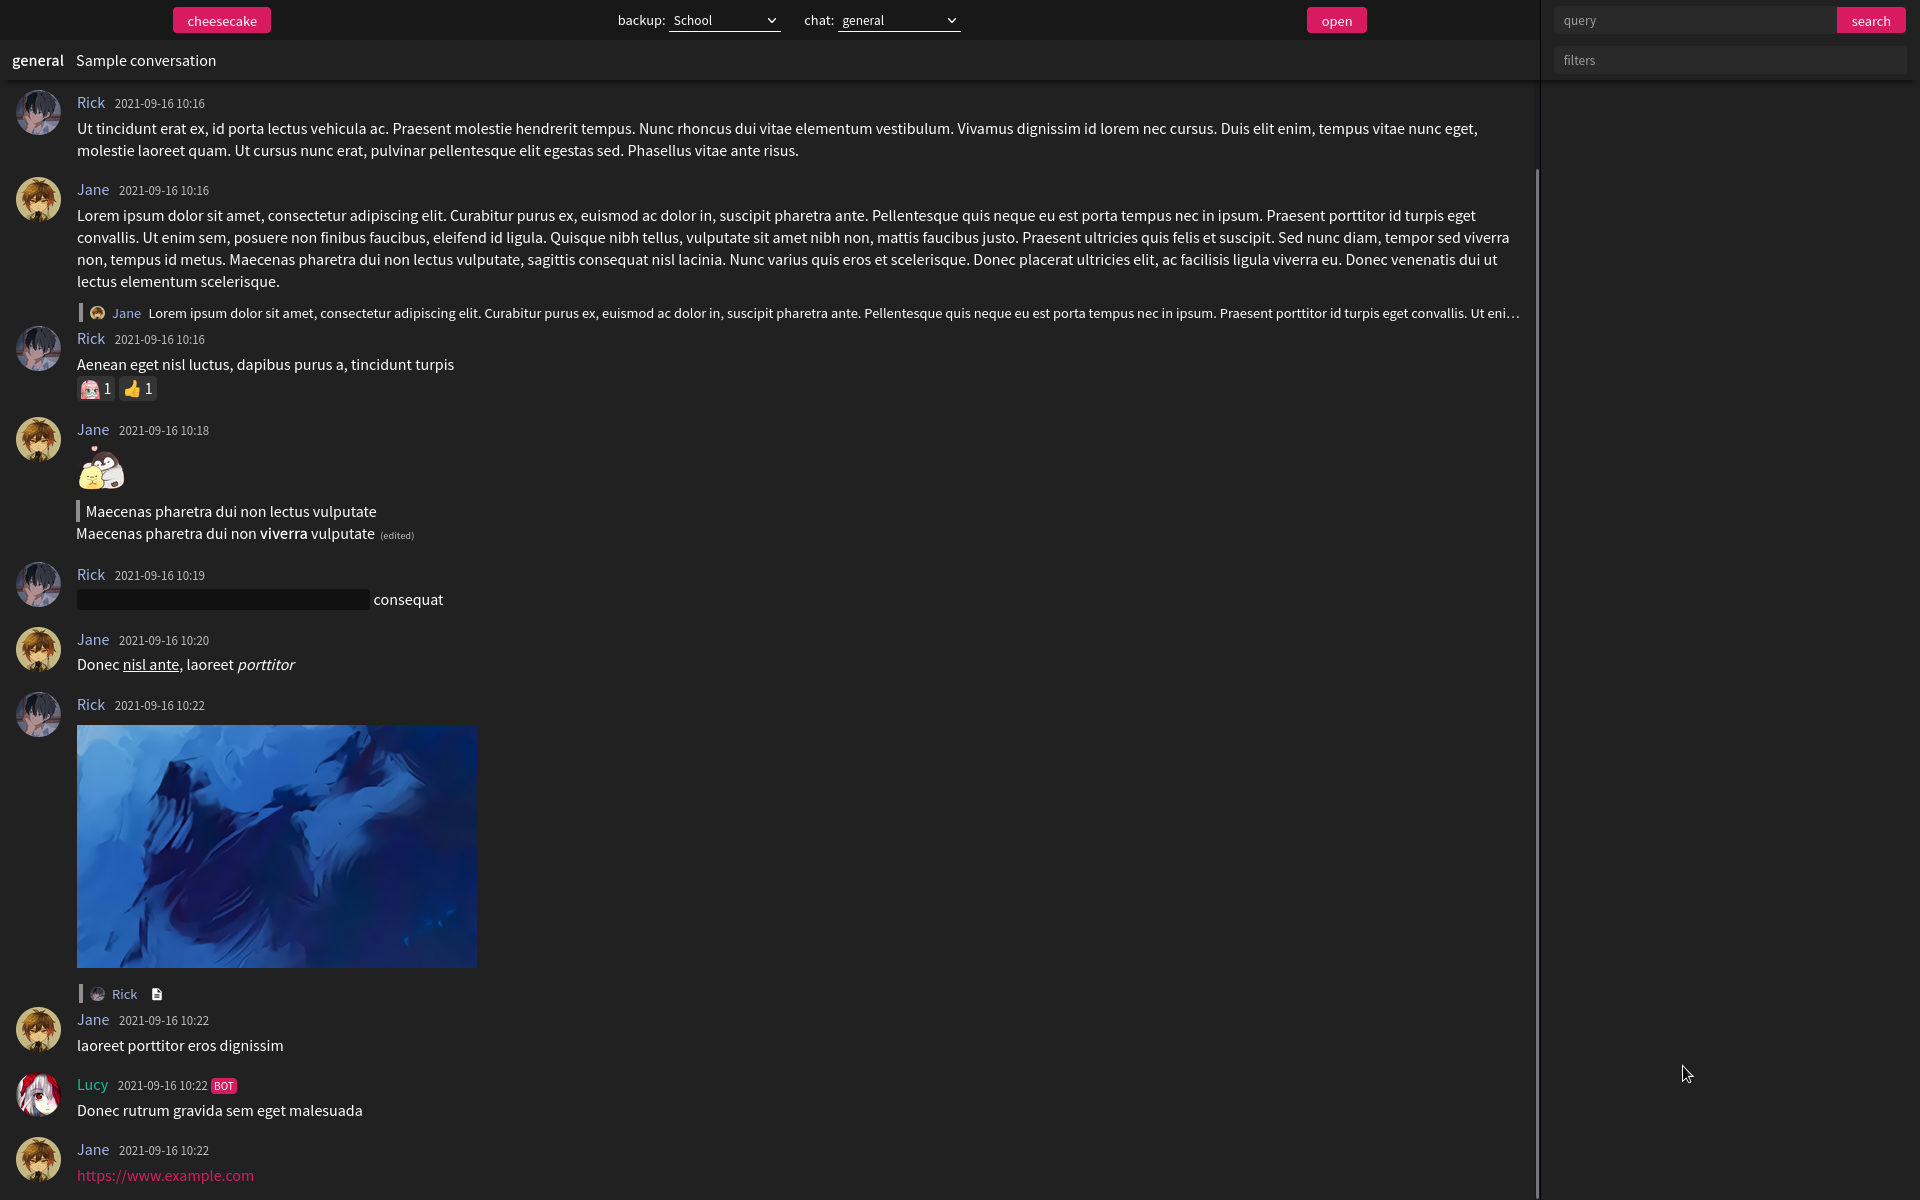 cheesecake
backup: School chat: general
open
query
search
general Sample conversation
filters
Rick 2021-09-16 10:16
Ut tincidunt erat ex, id porta lectus vehicula ac. Praesent molestie hendrerit tempus. Nunc rhoncus dui vitae elementum vestibulum. Vivamus dignissim id lorem nec cursus. Duis elit enim, tempus vitae nunc eget,
molestie laoreet quam. Ut cursus nunc erat, pulvinar pellentesque elit egestas sed. Phasellus vitae ante risus.
Jane 2021-09-16 10:16
Lorem ipsum dolor sit amet, consectetur adipiscing elit. Curabitur purus ex, euismod ac dolor in, suscipit pharetra ante. Pellentesque quis neque eu est porta tempus nec in ipsum. Praesent porttitor id turpis eget
convallis. Ut enim sem, posuere non finibus faucibus, eleifend id ligula. Quisque nibh tellus, vulputate sit amet nibh non, mattis faucibus justo. Praesent ultricies quis felis et suscipit. Sed nunc diam, tempor sed viverra
non, tempus id metus. Maecenas pharetra dui non lectus vulputate, sagittis consequat nisl lacinia. Nunc varius quis eros et scelerisque. Donec placerat ultricies elit, ac facilisis ligula viverra eu. Donec venenatis dui ut
lectus elementum scelerisque.
Jane Lorem ipsum dolor sit amet, consectetur adipiscing elit. Curabitur purus ex, euismod ac dolor in, suscipit pharetra ante. Pellentesque quis neque eu est porta tempus nec in ipsum. Praesent porttitor id turpis eget convallis. Ut eni…
Rick 2021-09-16 10:16
Aenean eget nisl luctus, dapibus purus a, tincidunt turpis
1 1
Jane 2021-09-16 10:18
Maecenas pharetra dui non lectus vulputate
Maecenas pharetra dui non viverra vulputate (edited)
Rick 2021-09-16 10:19
consequat
Jane 2021-09-16 10:20
Donec nisl ante, laoreet porttitor
Rick 2021-09-16 10:22
Rick
Jane 2021-09-16 10:22
laoreet porttitor eros dignissim
Lucy 2021-09-16 10:22 BOT
Donec rutrum gravida sem eget malesuada
Jane 2021-09-16 10:22
https://www.example.com